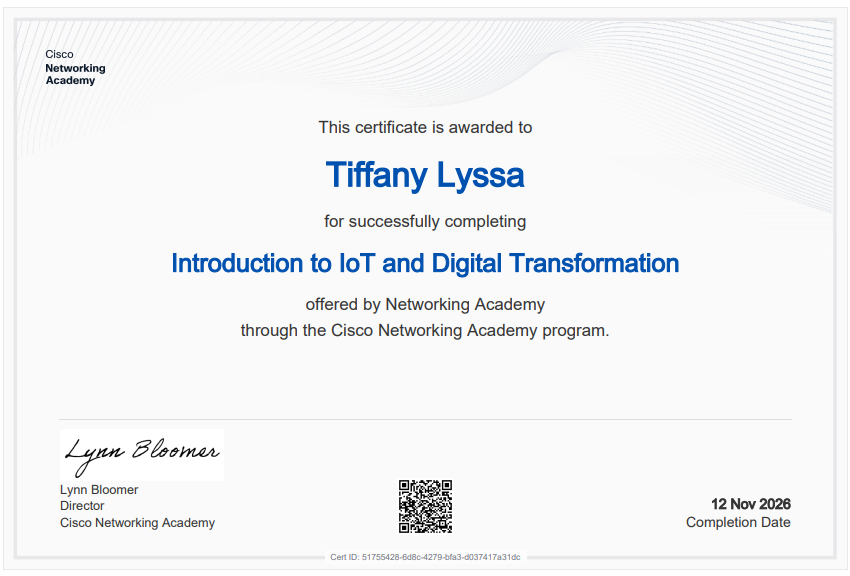 Cisco
Networking
Academy
This certificate is awarded to
Tiffany Lyssa
for successfully completing
Introduction to IoT and Digital Transformation
offered by Networking Academy
through the Cisco Networking Academy program.
Lynn Bloomer
Lynn Bloomer
Director
Cisco Networking Academy
12 Nov 2026
Completion Date
Cert ID: 51755428-6d8c-4279-bfa3-d037417a31dc